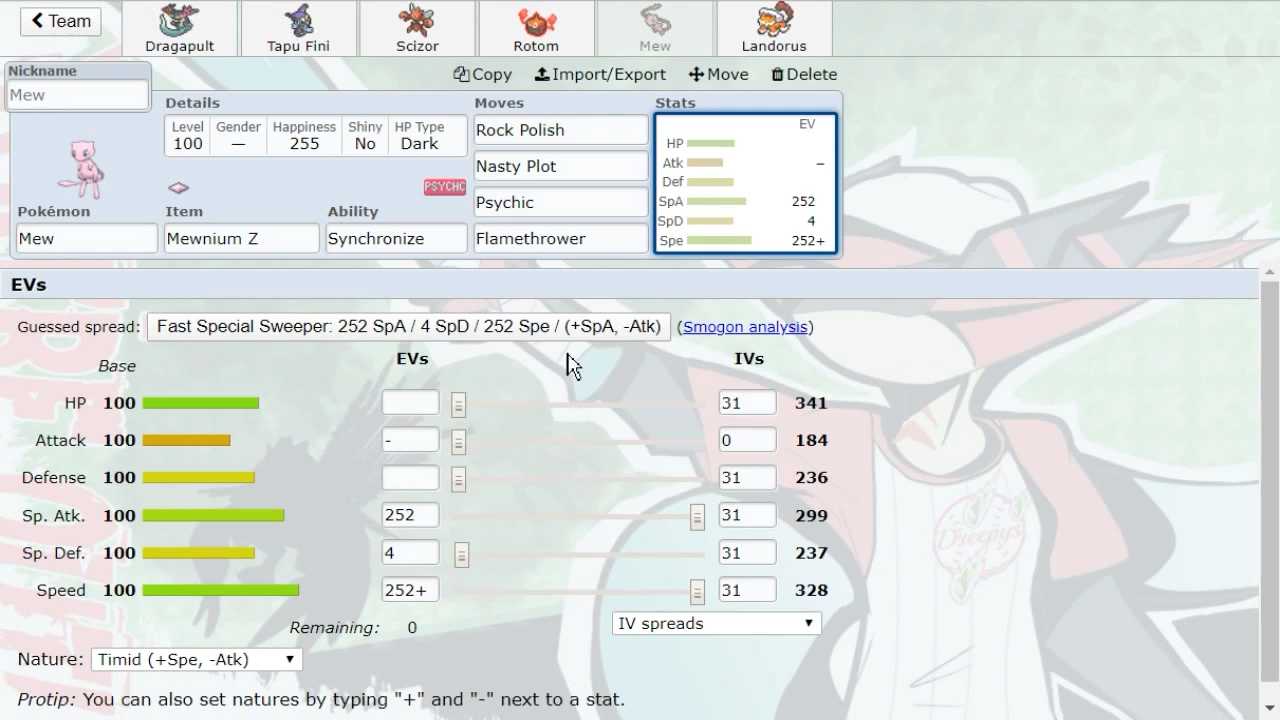 Team
Dragapult
Tapu Fini
Scizor
Rotom
Mew
Landorus
Nickname
Mew
Copy
Import/Export
Move
Delete
Details
Moves
Stats
Level Gender Happiness Shiny HP Type
100 — 255 No Dark
PSYCHC
Pokémon
Item
Ability
Mew
Mewnium Z
Synchronize
Rock Polish
Nasty Plot
Psychic
Flamethrower
EV
HP
Atk –
Def
SpA 252
SpD 4
Spe 252+
EVs
Guessed spread: Fast Special Sweeper: 252 SpA / 4 SpD / 252 Spe / (+SpA, -Atk) (Smogon analysis)
Base EVs IVs
HP 100 31 341
Attack 100 - 0 184
Defense 100 31 236
Sp. Atk. 100 252 31 299
Sp. Def. 100 4 31 237
Speed 100 252+ 31 328
Remaining: 0
IV spreads
Nature: Timid (+Spe, -Atk)
Protip: You can also set natures by typing "+" and "-" next to a stat.
Dreepys